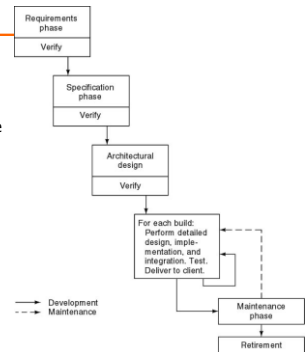 Requirements
phase
Verify
Specification
phase
Verify
e
Architectural
design
Verify
For each build:
Perform detailed
design, imple-
mentation, and
integration. Test.
Deliver to client.
Development
Maintenance
Maintenance
phase
Retirement